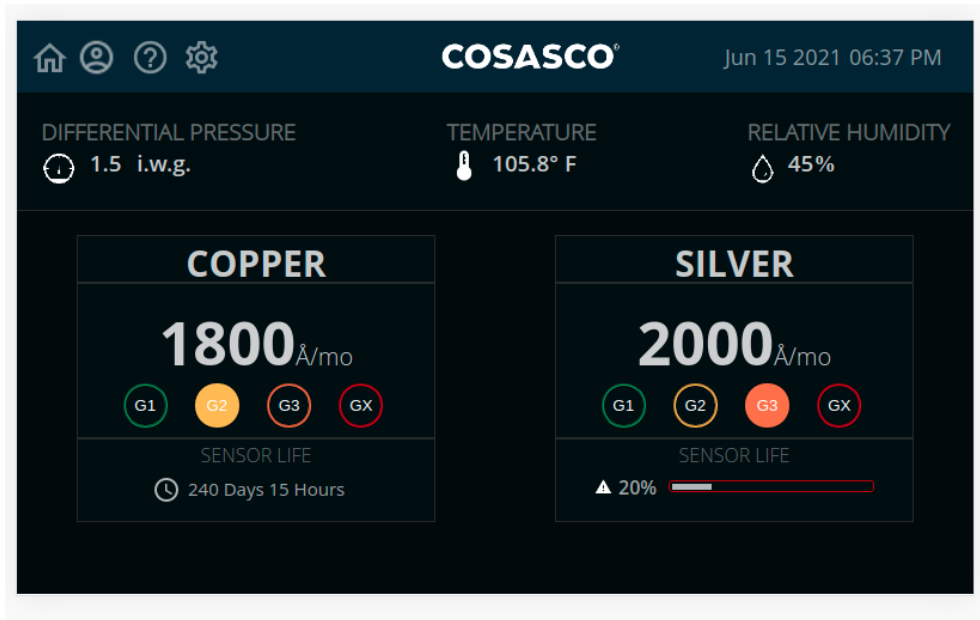 COSASCO®
Jun 15 2021 06:37 PM
DIFFERENTIAL PRESSURE
1.5 i.w.g.
TEMPERATURE
105.8° F
RELATIVE HUMIDITY
45%
COPPER
1800Å/mo
G1 G2 G3 GX
SENSOR LIFE
240 Days 15 Hours
SILVER
2000Å/mo
G1 G2 G3 GX
SENSOR LIFE
20%